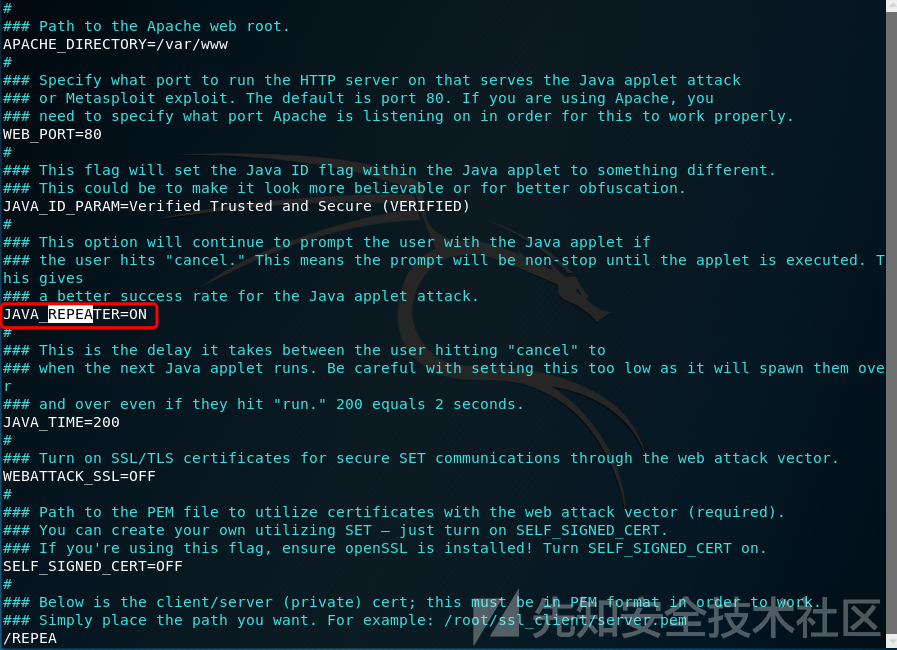 #
### Path to the Apache web root.
APACHE_DIRECTORY=/var/www
#
### Specify what port to run the HTTP server on that serves the Java applet attack
### or Metasploit exploit. The default is port 80. If you are using Apache, you
### need to specify what port Apache is listening on in order for this to work properly.
WEB_PORT=80
#
### This flag will set the Java ID flag within the Java applet to something different.
### This could be to make it look more believable or for better obfuscation.
JAVA_ID_PARAM=Verified Trusted and Secure (VERIFIED)
#
### This option will continue to prompt the user with the Java applet if
### the user hits "cancel." This means the prompt will be non-stop until the applet is executed. T
his gives
### a better success rate for the Java applet attack.
JAVA_REPEATER=ON
#
### This is the delay it takes between the user hitting "cancel" to
### when the next Java applet runs. Be careful with setting this too low as it will spawn them ove
r
### and over even if they hit "run." 200 equals 2 seconds.
JAVA_TIME=200
#
### Turn on SSL/TLS certificates for secure SET communications through the web attack vector.
WEBATTACK_SSL=OFF
#
### Path to the PEM file to utilize certificates with the web attack vector (required).
### You can create your own utilizing SET – just turn on SELF_SIGNED_CERT.
### If you're using this flag, ensure openSSL is installed! Turn SELF_SIGNED_CERT on.
SELF_SIGNED_CERT=OFF
#
### Below is the client/server (private) cert; this must be in PEM format in order to work.
### Simply place the path you want. For example: /root/ssl_client/server.pem
/REPEA
先知安全技术社区